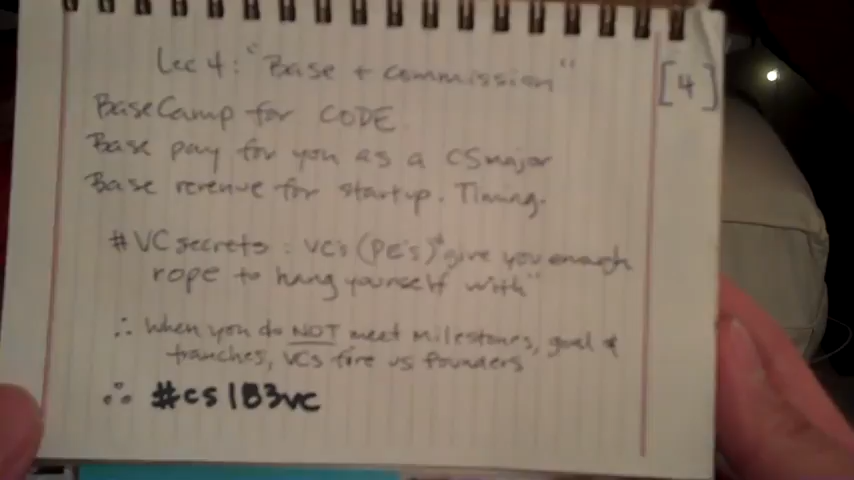 Lec 4: "Base + commission"
[4]
BaseCamp for CODE.
Base pay for you as a CS major
Base revenue for startup. Timing.
#VC secrets: VC's (PE's) "give you enough
rope to hang yourself with"
∴ When you do NOT meet milestones, goal &
tranches, VCs fire us founders
∴ #cs183vc